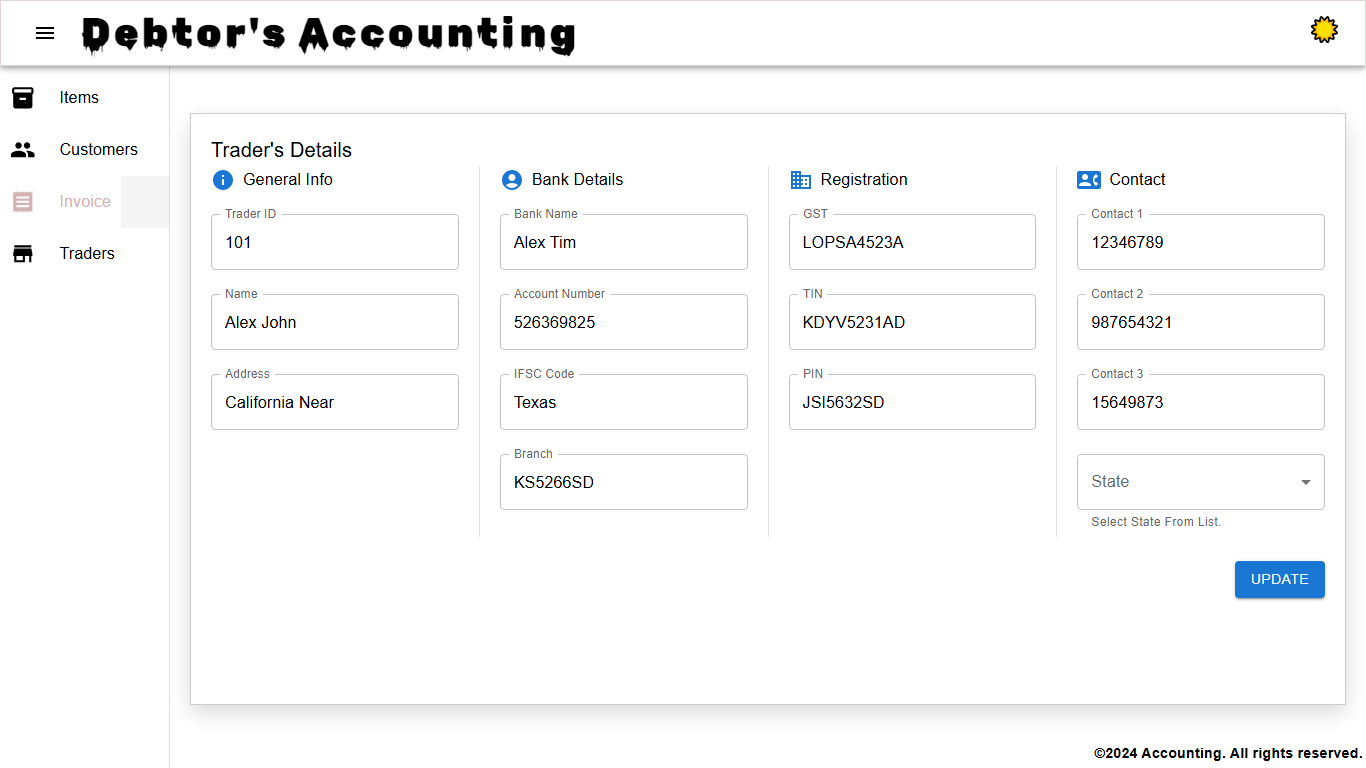 Debtor's Accounting
Items
Customers
Invoice
Traders
Trader's Details
General Info
Trader ID
101
Name
Alex John
Address
California Near
Bank Details
Bank Name
Alex Tim
Account Number
526369825
IFSC Code
Texas
Branch
KS5266SD
Registration
GST
LOPSA4523A
TIN
KDYV5231AD
PIN
JSI5632SD
Contact
Contact 1
12346789
Contact 2
987654321
Contact 3
15649873
State
Select State From List.
UPDATE
©2024 Accounting. All rights reserved.